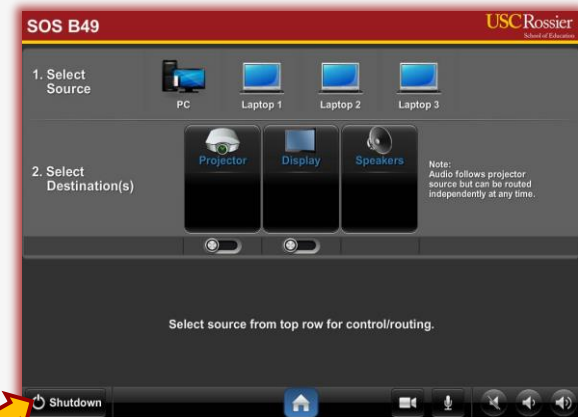 SOS B49
USC Rossier
School of Education
1. Select
Source
PC
Laptop 1
Laptop 2
Laptop 3
2. Select
Destination(s)
Projector
Display
Speakers
Note:
Audio follows projector
source but can be routed
independently at any time.
Select source from top row for control/routing.
Shutdown